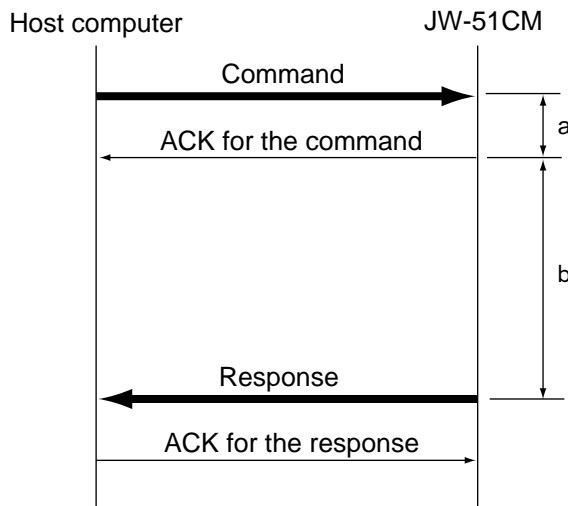 Host computer
JW-51CM
Command
a
ACK for the command
b
Response
ACK for the response